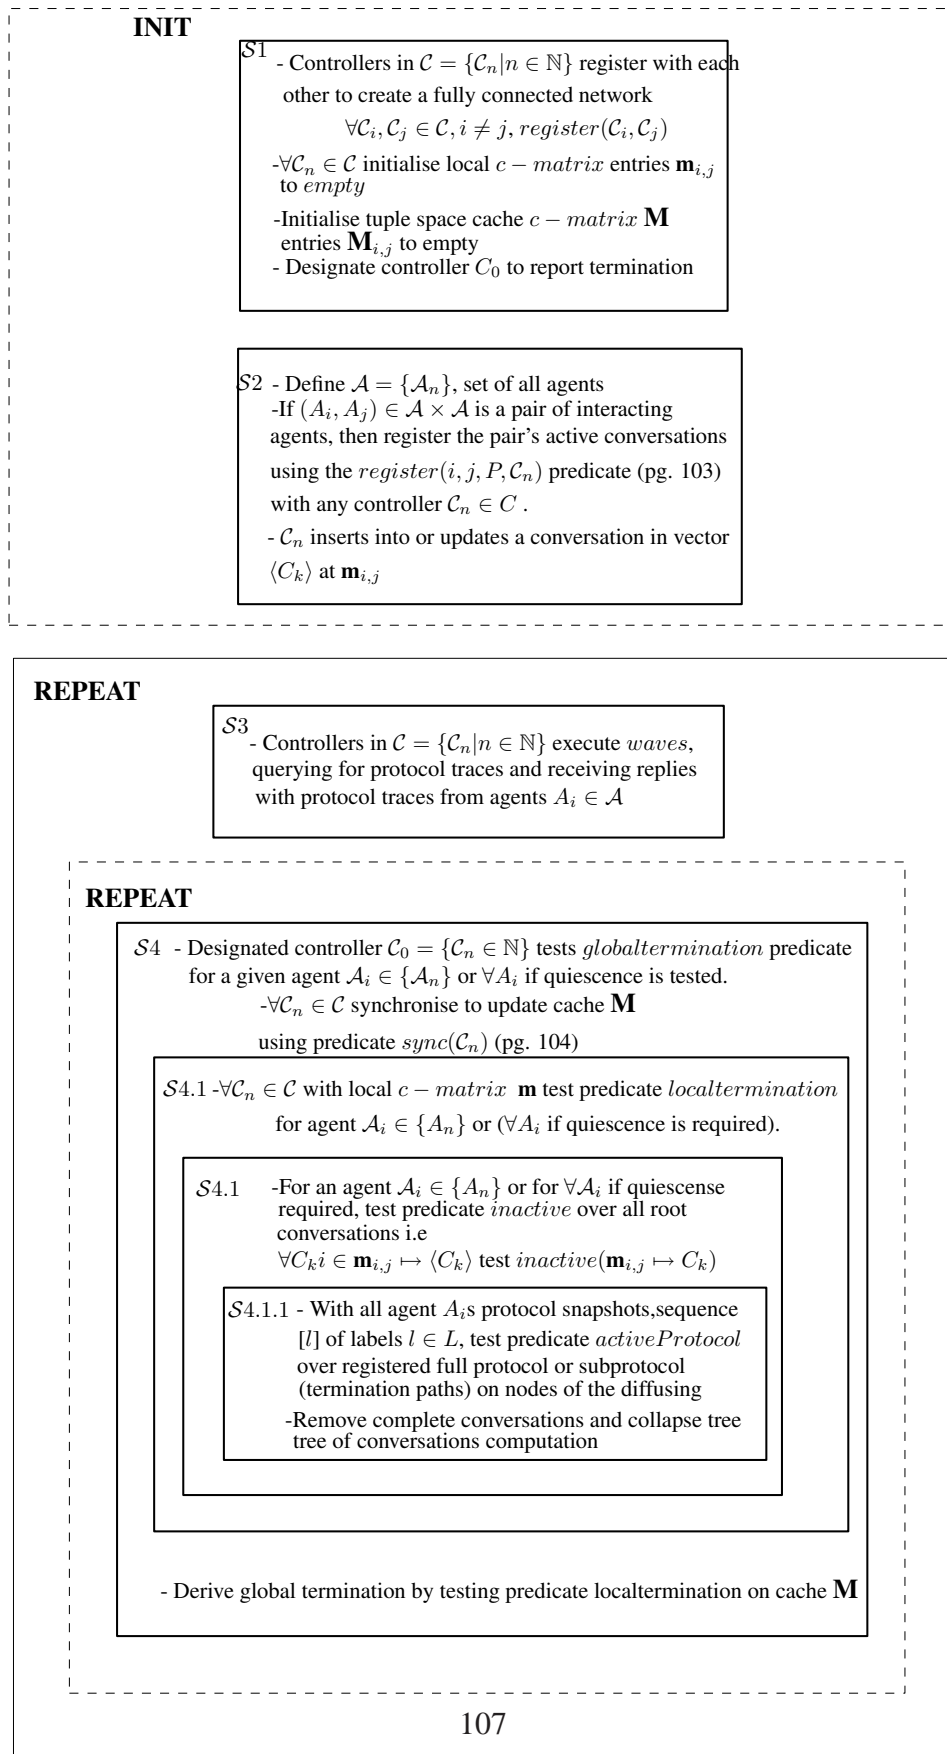 INIT
𝒮1 - Controllers in 𝒞 = {𝒞ₙ|n ∈ ℕ} register with each
other to create a fully connected network
∀𝒞ᵢ, 𝒞ⱼ ∈ 𝒞, i ≠ j, register(𝒞ᵢ, 𝒞ⱼ)
-∀𝒞ₙ ∈ 𝒞 initialise local c − matrix entries 𝐦ᵢ,ⱼ
to empty
-Initialise tuple space cache c − matrix 𝐌
entries 𝐌ᵢ,ⱼ to empty
- Designate controller C₀ to report termination
𝒮2 - Define 𝒜 = {𝒜ₙ}, set of all agents
-If (Aᵢ, Aⱼ) ∈ 𝒜 × 𝒜 is a pair of interacting
agents, then register the pair's active conversations
using the register(i, j, P, 𝒞ₙ) predicate (pg. 103)
with any controller 𝒞ₙ ∈ C .
- 𝒞ₙ inserts into or updates a conversation in vector
⟨Cₖ⟩ at 𝐦ᵢ,ⱼ
REPEAT
𝒮3 - Controllers in 𝒞 = {𝒞ₙ|n ∈ ℕ} execute waves,
querying for protocol traces and receiving replies
with protocol traces from agents Aᵢ ∈ 𝒜
REPEAT
𝒮4 - Designated controller 𝒞₀ = {𝒞ₙ ∈ ℕ} tests globaltermination predicate
for a given agent 𝒜ᵢ ∈ {𝒜ₙ} or ∀Aᵢ if quiescence is tested.
-∀𝒞ₙ ∈ 𝒞 synchronise to update cache 𝐌
using predicate sync(𝒞ₙ) (pg. 104)
𝒮4.1 -∀𝒞ₙ ∈ 𝒞 with local c − matrix 𝐦 test predicate localtermination
for agent 𝒜ᵢ ∈ {Aₙ} or (∀Aᵢ if quiescence is required).
𝒮4.1 -For an agent 𝒜ᵢ ∈ {Aₙ} or for ∀𝒜ᵢ if quiescense
required, test predicate inactive over all root
conversations i.e
∀Cₖi ∈ 𝐦ᵢ,ⱼ ↦ ⟨Cₖ⟩ test inactive(𝐦ᵢ,ⱼ ↦ Cₖ)
𝒮4.1.1 - With all agent Aᵢs protocol snapshots,sequence
[l] of labels l ∈ L, test predicate activeProtocol
over registered full protocol or subprotocol
(termination paths) on nodes of the diffusing
-Remove complete conversations and collapse tree
tree of conversations computation
- Derive global termination by testing predicate localtermination on cache 𝐌
107